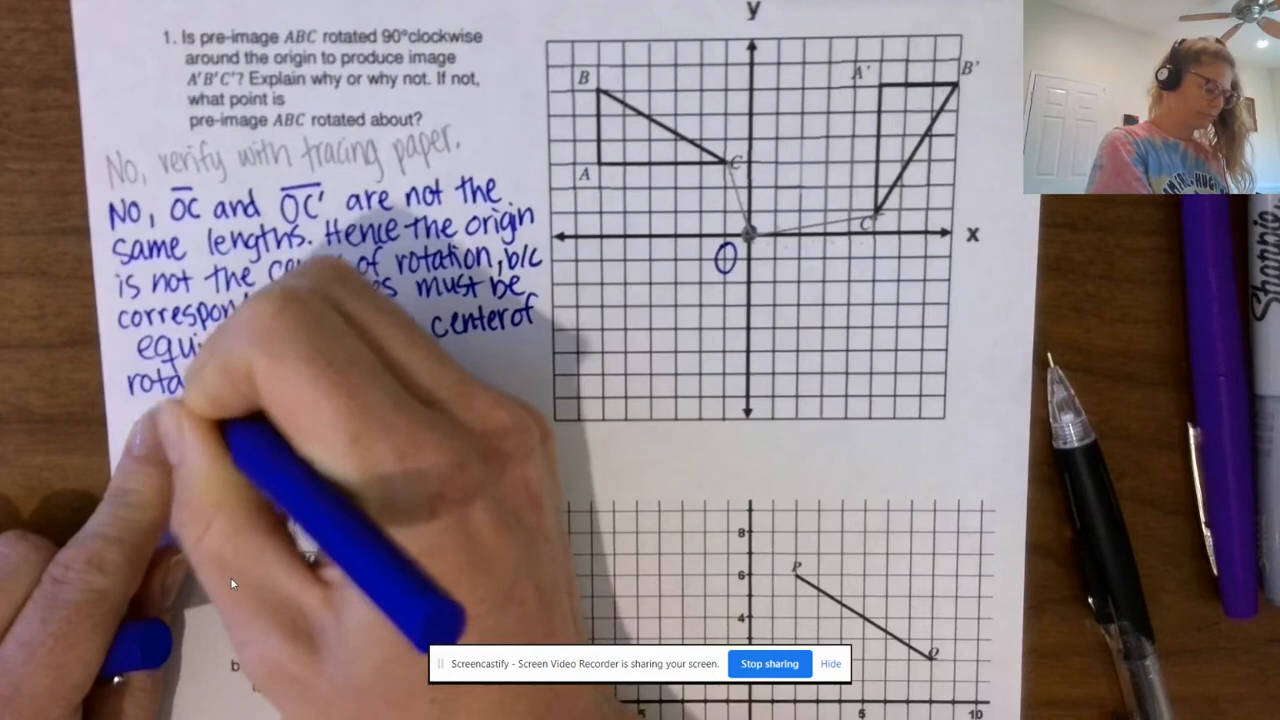 1. Is pre-image ABC rotated 90°clockwise
around the origin to produce image
A'B'C'? Explain why or why not. If not,
what point is
pre-image ABC rotated about?
No, verify with tracing paper.
No, OC and OC' are not the
same lengths. Hence the origin
is not the of rotation, b/c
must be
center of
y
B
A
C
A'
B'
C'
x
O
8
6
4
P
Q
5
10
b
Sharpie
Screencastify - Screen Video Recorder is sharing your screen.
Stop sharing
Hide